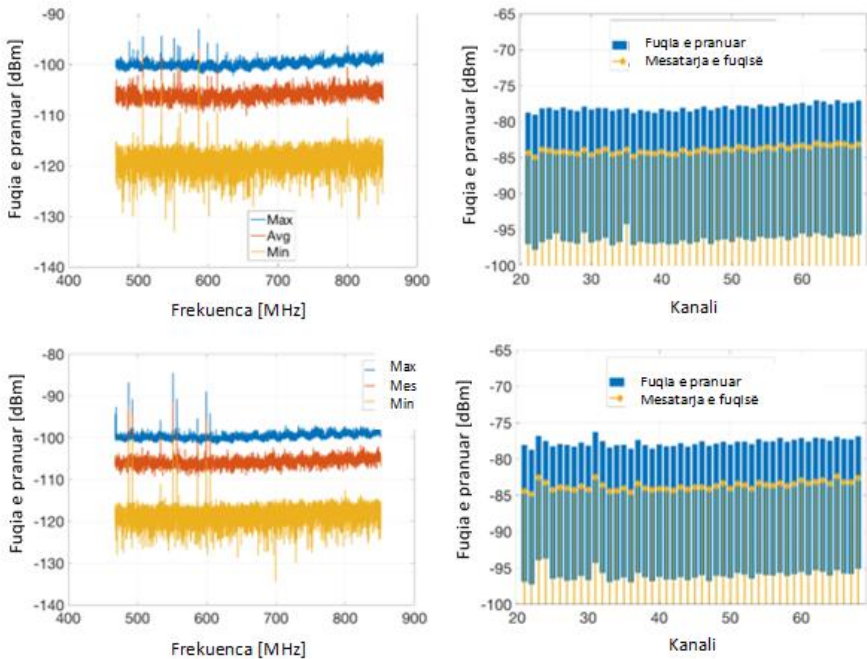 Fuqia e pranuar [dBm]
-90
-100
-110
-120
-130
-140
Max
Avg
Min
400 500 600 700 800 900
Frekuenca [MHz]
Fuqia e pranuar [dBm]
-65
-70
-75
-80
-85
-90
-95
-100
Fuqia e pranuar
Mesatarja e fuqisë
20 30 40 50 60
Kanali
Fuqia e pranuar [dBm]
-80
-90
-100
-110
-120
-130
-140
Max
Mes
Min
400 500 600 700 800 900
Frekuenca [MHz]
Fuqia e pranuar [dBm]
-65
-70
-75
-80
-85
-90
-95
-100
Fuqia e pranuar
Mesatarja e fuqisë
20 30 40 50 60
Kanali